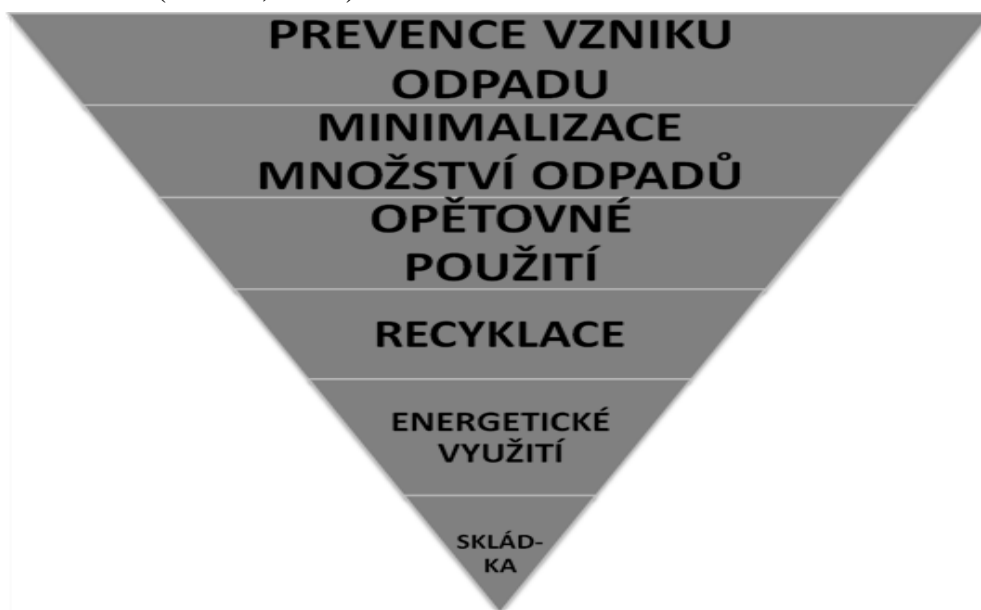 PREVENCE VZNIKU
ODPADU
MINIMALIZACE
MNOŽSTVÍ ODPADŮ
OPĚTOVNÉ
POUŽITÍ
RECYKLACE
ENERGETICKÉ
VYUŽITÍ
SKLÁD-
KA